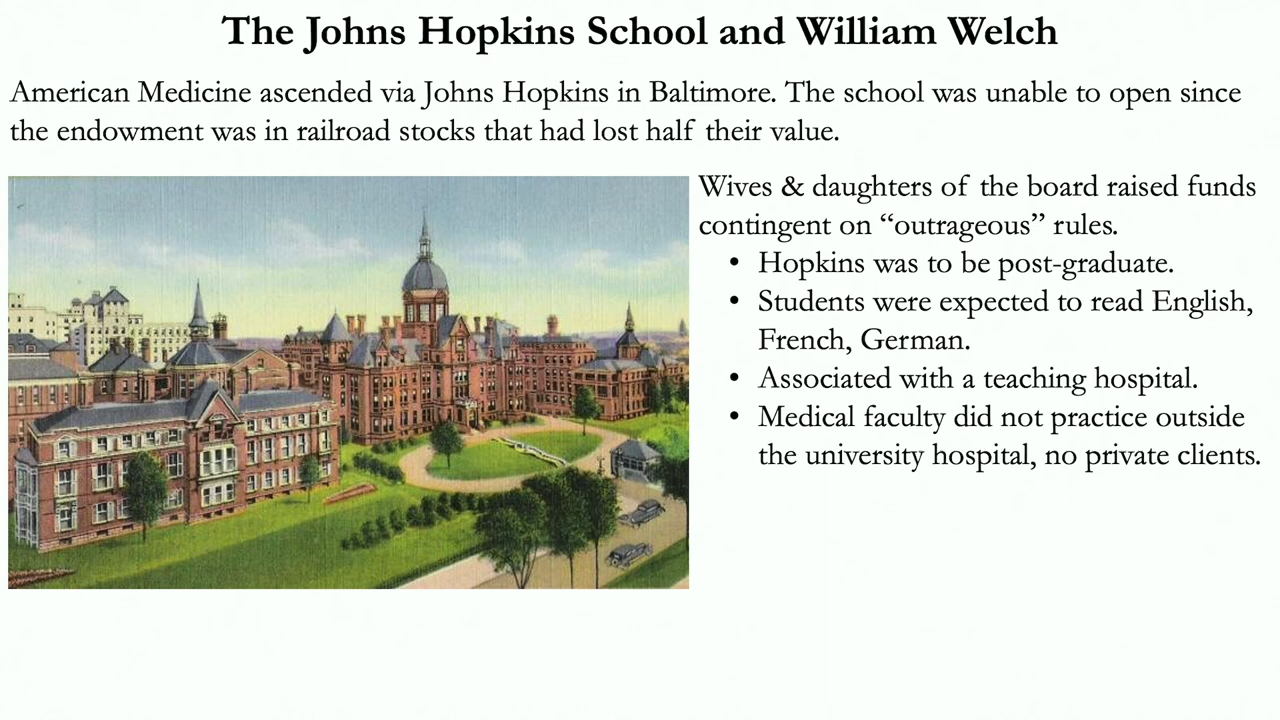 The Johns Hopkins School and William Welch
American Medicine ascended via Johns Hopkins in Baltimore. The school was unable to open since
the endowment was in railroad stocks that had lost half their value.
Wives & daughters of the board raised funds
contingent on “outrageous” rules.
• Hopkins was to be post-graduate.
• Students were expected to read English,
French, German.
• Associated with a teaching hospital.
• Medical faculty did not practice outside
the university hospital, no private clients.